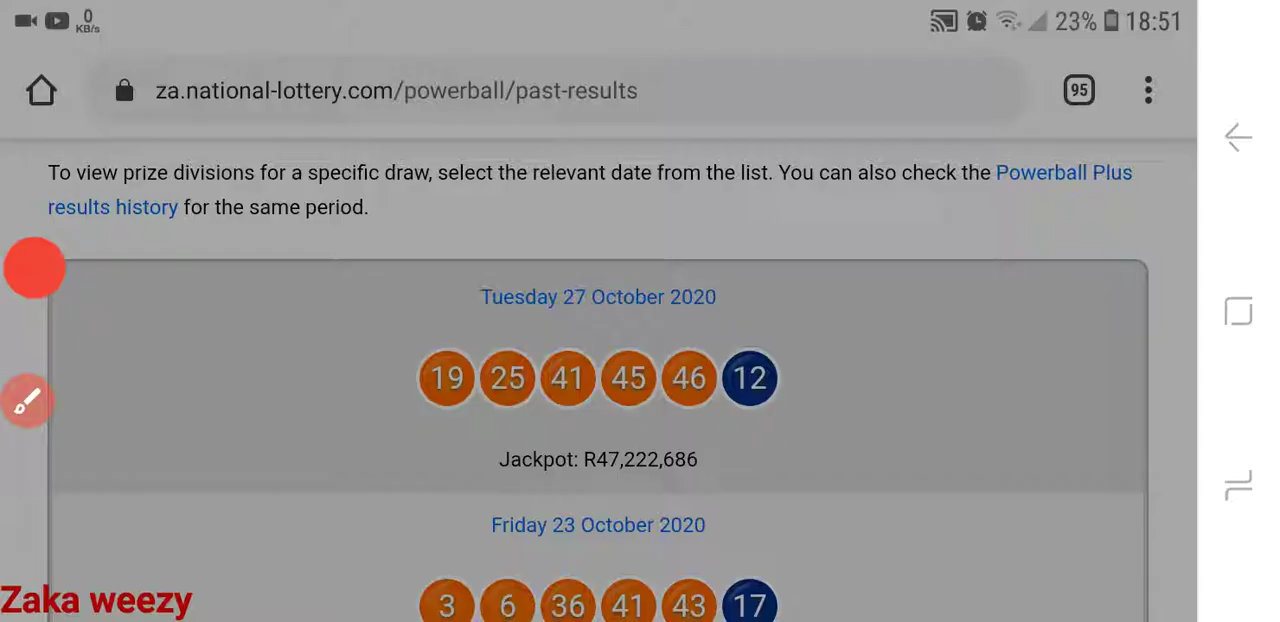 0
KB/s
23% 18:51
za.national-lottery.com/powerball/past-results
95
To view prize divisions for a specific draw, select the relevant date from the list. You can also check the Powerball Plus
results history for the same period.
Tuesday 27 October 2020
19 25 41 45 46 12
Jackpot: R47,222,686
Friday 23 October 2020
3 6 36 41 43 17
Zaka weezy